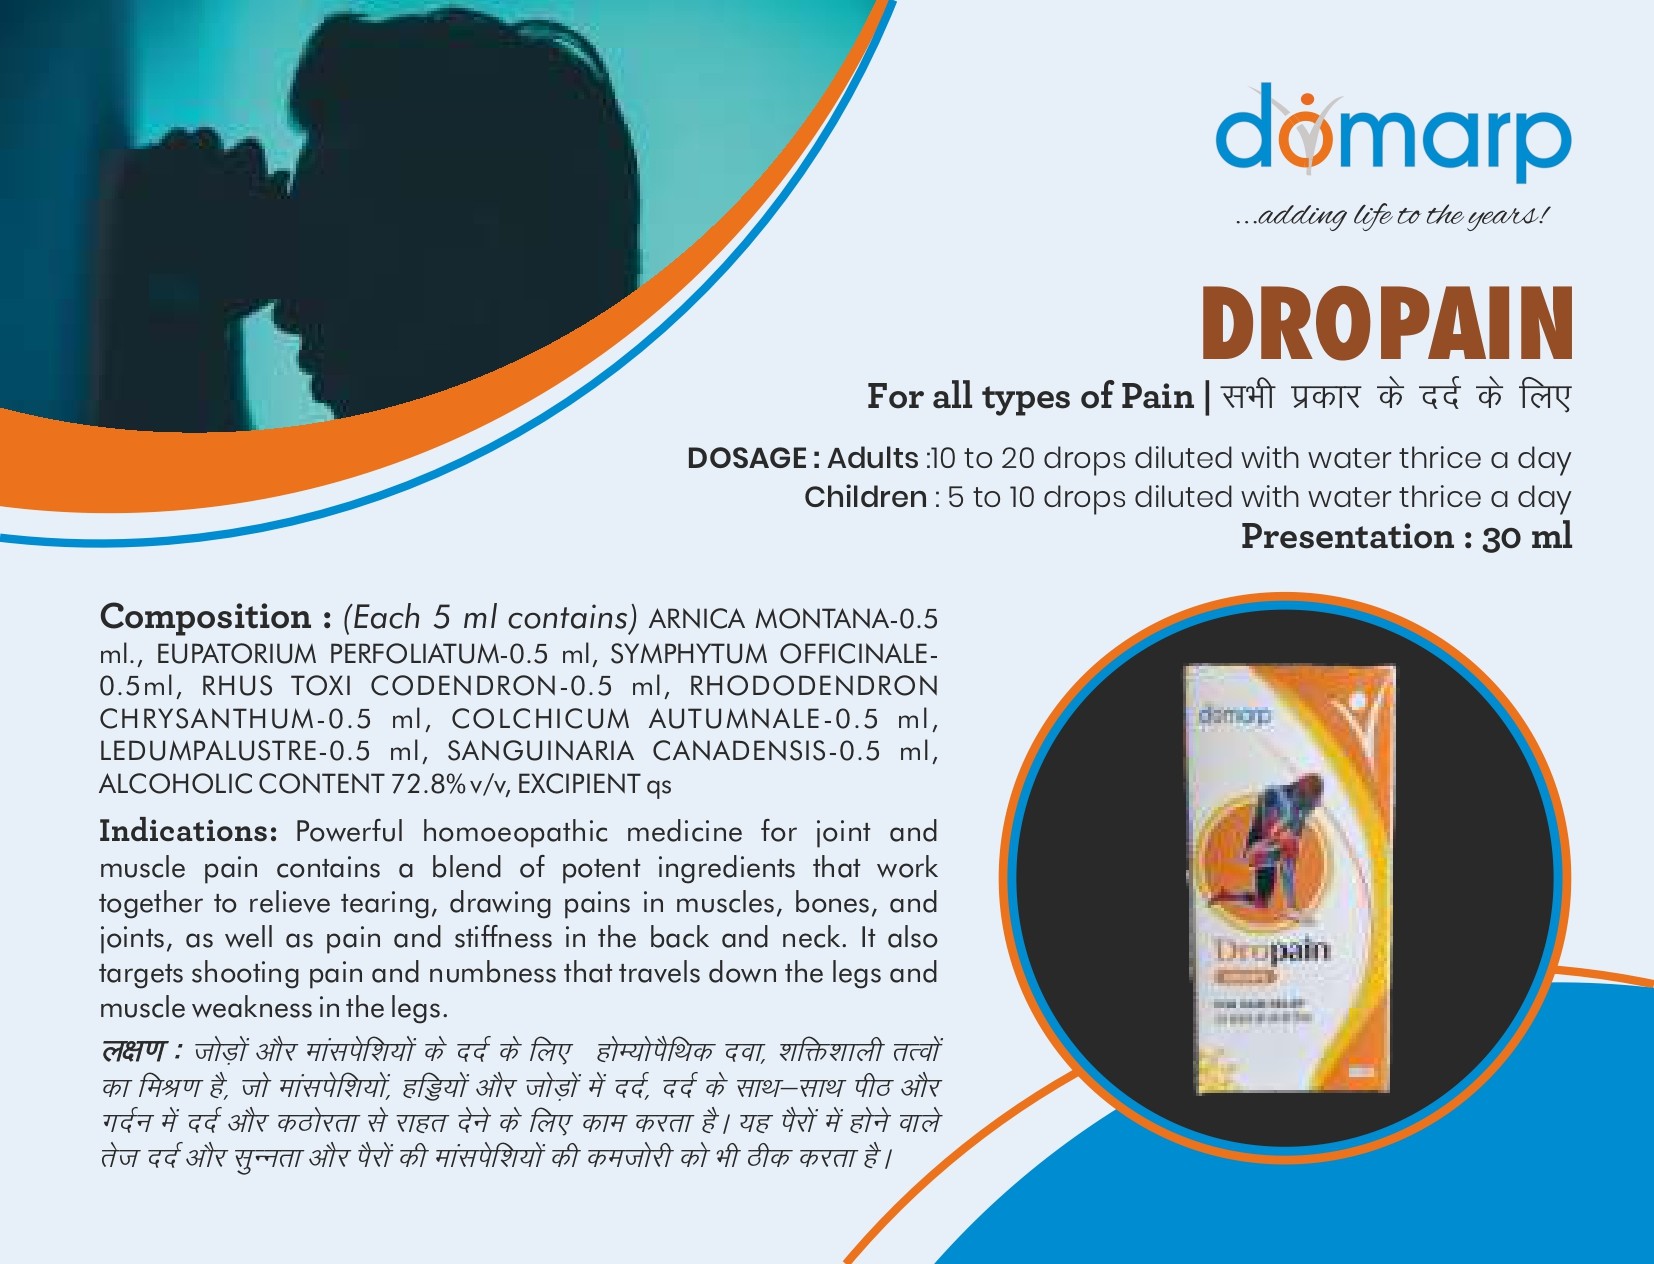 domarp
...adding life to the years!
DROPAIN
For all types of Pain | सभी प्रकार के दर्द के लिए
DOSAGE : Adults :10 to 20 drops diluted with water thrice a day
Children : 5 to 10 drops diluted with water thrice a day
Presentation : 30 ml
Composition : (Each 5 ml contains) ARNICA MONTANA-0.5
ml., EUPATORIUM PERFOLIATUM-0.5 ml, SYMPHYTUM OFFICINALE-
0.5ml, RHUS TOXI CODENDRON-0.5 ml, RHODODENDRON
CHRYSANTHUM-0.5 ml, COLCHICUM AUTUMNALE-0.5 ml,
LEDUMPALUSTRE-0.5 ml, SANGUINARIA CANADENSIS-0.5 ml,
ALCOHOLIC CONTENT 72.8% v/v, EXCIPIENT qs
Indications: Powerful homoeopathic medicine for joint and
muscle pain contains a blend of potent ingredients that work
together to relieve tearing, drawing pains in muscles, bones, and
joints, as well as pain and stiffness in the back and neck. It also
targets shooting pain and numbness that travels down the legs and
muscle weakness in the legs.
लक्षण : जोड़ों और मांसपेशियों के दर्द के लिए होम्योपैथिक दवा, शक्तिशाली तत्वों
का मिश्रण है, जो मांसपेशियों, हड्डियों और जोड़ों में दर्द, दर्द के साथ–साथ पीठ और
गर्दन में दर्द और कठोरता से राहत देने के लिए काम करता है। यह पैरों में होने वाले
तेज दर्द और सुन्नता और पैरों की मांसपेशियों की कमजोरी को भी ठीक करता है।
domarp
Dropain